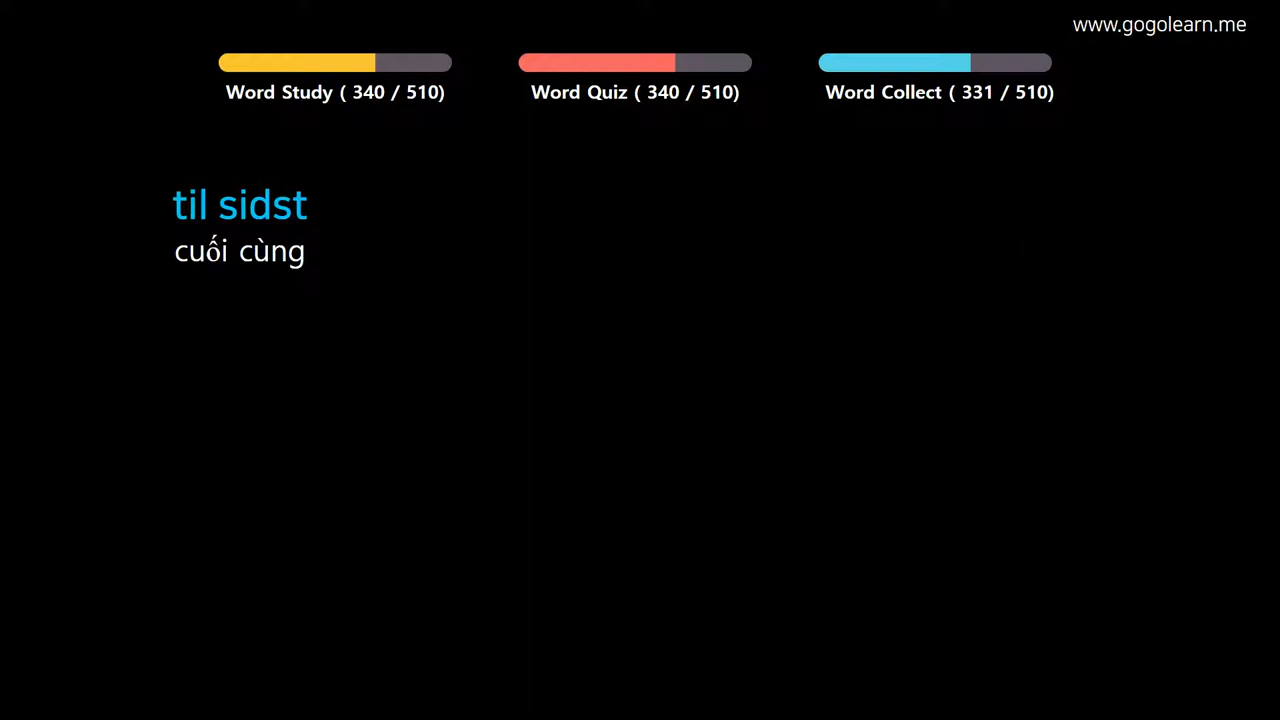 www.gogolearn.me
Word Study ( 340 / 510)
Word Quiz ( 340 / 510)
Word Collect ( 331 / 510)
til sidst
cuối cùng